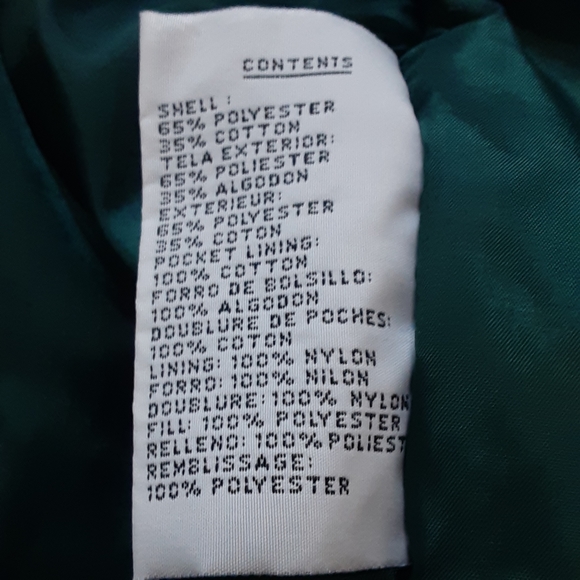 CONTENTS
SHELL:
65% POLYESTER
35% COTTON
TELA EXTERIOR:
65% POLIESTER
35% ALGODON
EXTERIEUR:
65% POLYESTER
35% COTON
POCKET LINING:
100% COTTON
FORRO DE BOLSILLO:
100% ALGODON
DOUBLURE DE POCHES:
100% COTON
LINING: 100% NYLON
FORRO: 100% NILON
DOUBLURE: 100% NYLON
FILL: 100% POLYESTER
RELLENO: 100% POLIEST
REMBLISSAGE:
100% POLYESTER